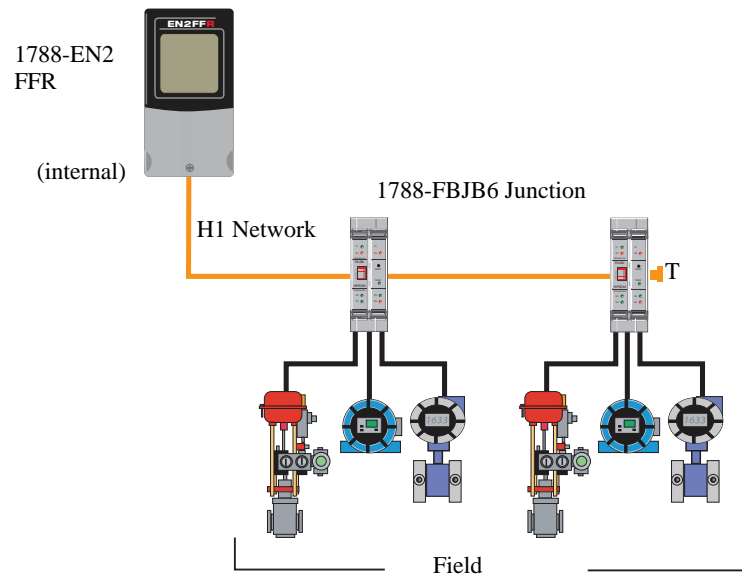 EN2FFR
1788-EN2
FFR
(internal)
1788-FBJB6 Junction
H1 Network
T
1633
1633
Field